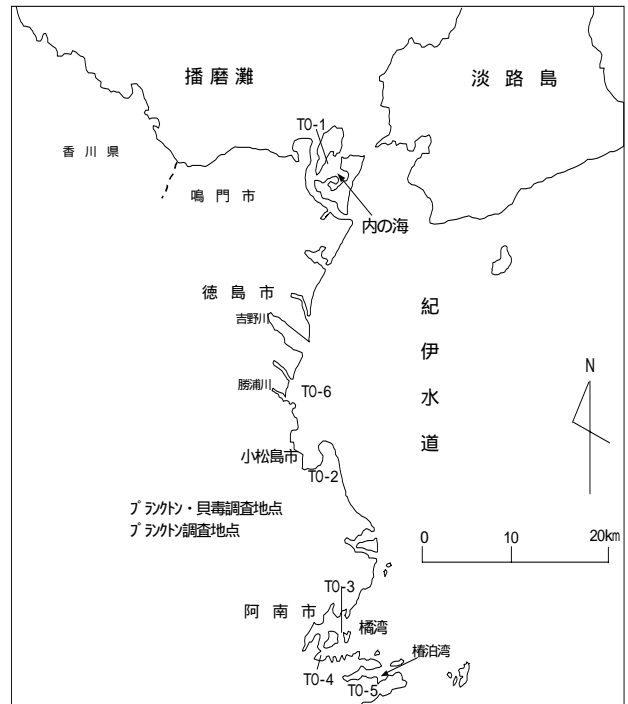 播磨灘
淡路島
TO-1
香川県
鳴門市
内の海
徳島市
吉野川
紀伊水道
N
勝浦川
TO-6
小松島市
TO-2
プランクトン・貝毒調査地点
プランクトン調査地点
0 10 20km
TO-3
阿南市
橘湾
椿泊湾
TO-4
TO-5